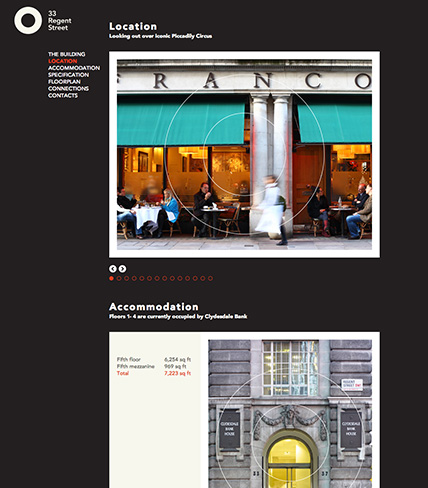 33
Regent
Street
THE BUILDING
LOCATION
ACCOMMODATION
SPECIFICATION
FLOORPLAN
CONNECTIONS
CONTACTS
Location
Looking out over iconic Piccadilly Circus
FRANCO
Accommodation
Floors 1- 4 are currently occupied by Clydesdale Bank
Fifth floor 6,254 sq ft
Fifth mezzanine 969 sq ft
Total 7,223 sq ft
REGENT
STREET SW1
CLYDESDALE
BANK
HOUSE
CLYDESDALE
BANK
HOUSE
33 37